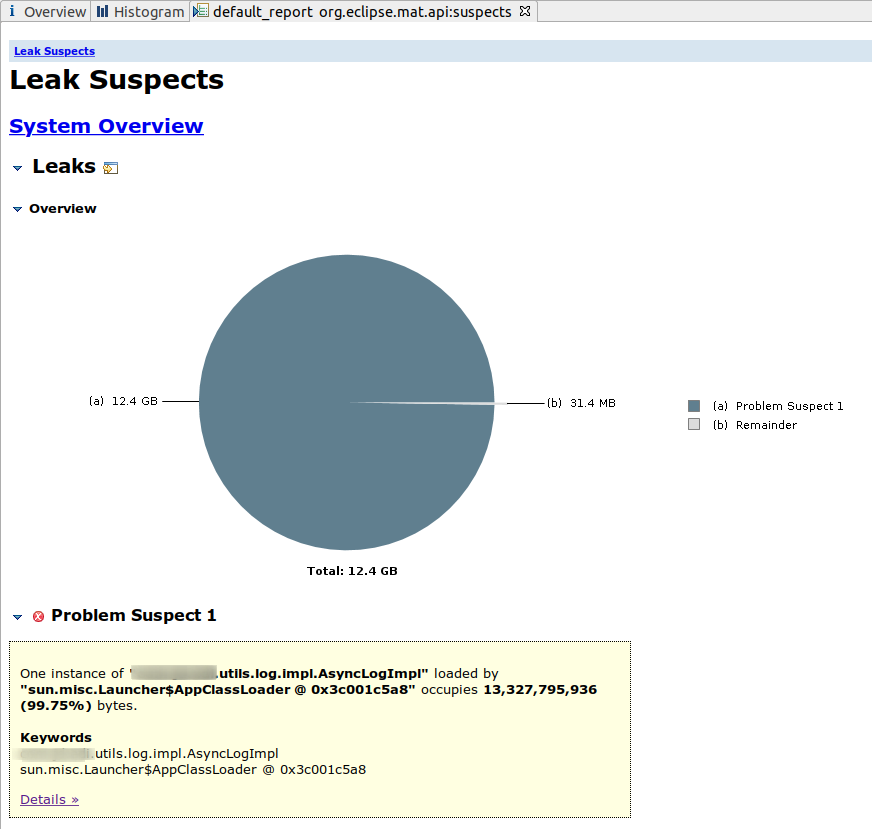 Overview Histogram default_report org.eclipse.mat.api:suspects
Leak Suspects
Leak Suspects
System Overview
Leaks
Overview
(a) 12.4 GB
(b) 31.4 MB
(a) Problem Suspect 1
(b) Remainder
Total: 12.4 GB
Problem Suspect 1
One instance of ".utils.log.impl.AsyncLogImpl" loaded by
"sun.misc.Launcher$AppClassLoader @ 0x3c001c5a8" occupies 13,327,795,936
(99.75%) bytes.
Keywords
.utils.log.impl.AsyncLogImpl
sun.misc.Launcher$AppClassLoader @ 0x3c001c5a8
Details »